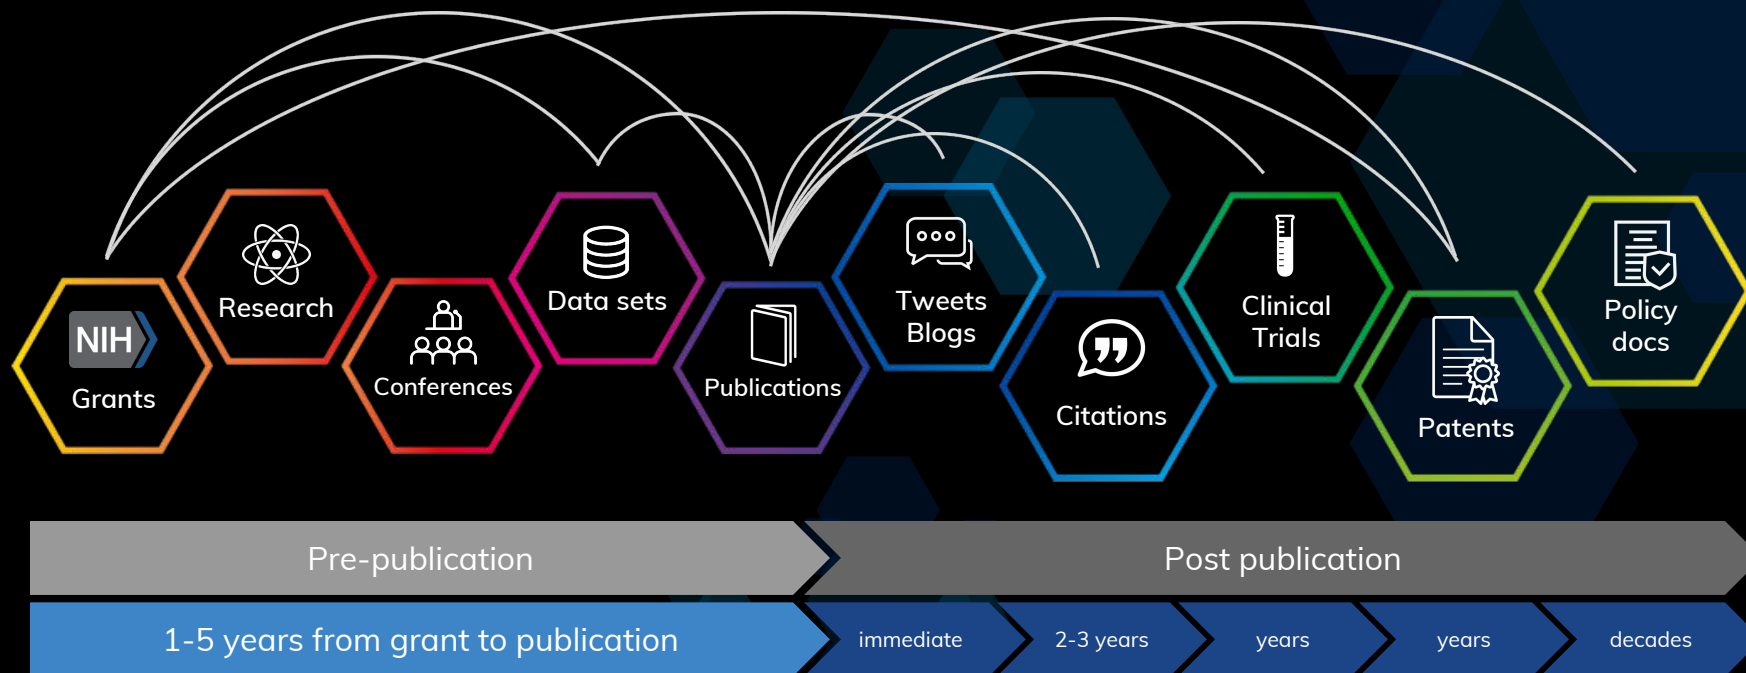 NIH
Grants
Research
Conferences
Data sets
Publications
Tweets
Blogs
Citations
Clinical
Trials
Patents
Policy
docs
Pre-publication
Post publication
1-5 years from grant to publication
immediate
2-3 years
years
years
decades